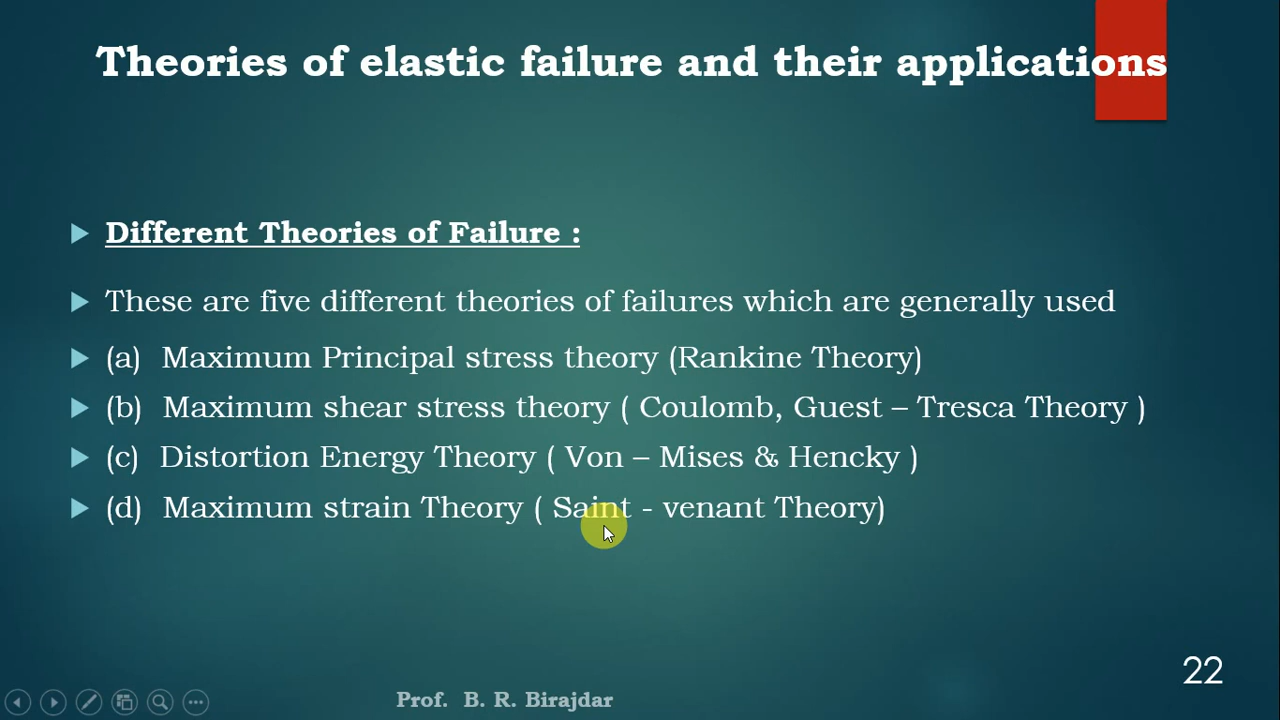 Theories of elastic failure and their applications
Different Theories of Failure :
These are five different theories of failures which are generally used
(a) Maximum Principal stress theory (Rankine Theory)
(b) Maximum shear stress theory ( Coulomb, Guest – Tresca Theory )
(c) Distortion Energy Theory ( Von – Mises & Hencky )
(d) Maximum strain Theory ( Saint - venant Theory)
22
Prof. B. R. Birajdar